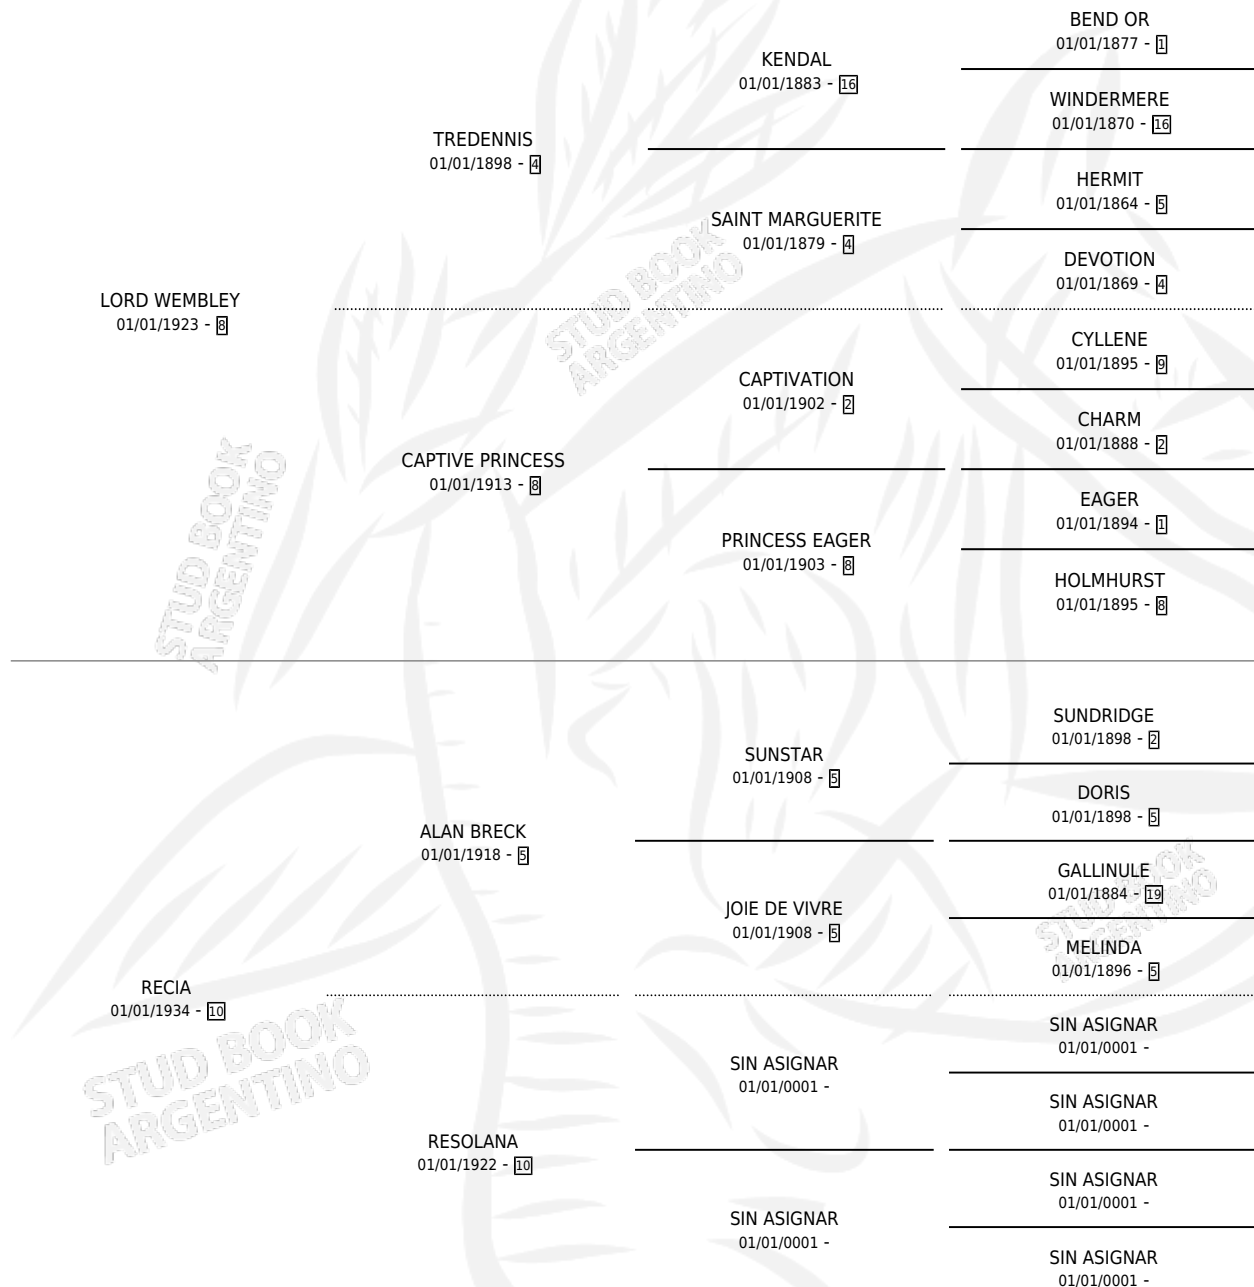 BEND OR
01/01/1877 - 1
KENDAL
01/01/1883 - 16
WINDERMERE
01/01/1870 - 16
TREDENNIS
01/01/1898 - 4
HERMIT
01/01/1864 - 5
SAINT MARGUERITE
01/01/1879 - 4
DEVOTION
01/01/1869 - 4
LORD WEMBLEY
01/01/1923 - 8
CYLLENE
01/01/1895 - 9
CAPTIVATION
01/01/1902 - 2
CHARM
01/01/1888 - 2
CAPTIVE PRINCESS
01/01/1913 - 8
EAGER
01/01/1894 - 1
PRINCESS EAGER
01/01/1903 - 8
HOLMHURST
01/01/1895 - 8
SUNDRIDGE
01/01/1898 - 2
SUNSTAR
01/01/1908 - 5
DORIS
01/01/1898 - 5
ALAN BRECK
01/01/1918 - 5
GALLINULE
01/01/1884 - 19
JOIE DE VIVRE
01/01/1908 - 5
MELINDA
01/01/1896 - 5
RECIA
01/01/1934 - 10
SIN ASIGNAR
01/01/0001 -
SIN ASIGNAR
01/01/0001 -
SIN ASIGNAR
01/01/0001 -
RESOLANA
01/01/1922 - 10
SIN ASIGNAR
01/01/0001 -
SIN ASIGNAR
01/01/0001 -
SIN ASIGNAR
01/01/0001 -
STUD BOOK
ARGENTINO
STUD BOOK
ARGENTINO
STUD BOOK
ARGENTINO
STUD BOOK
ARGENTINO